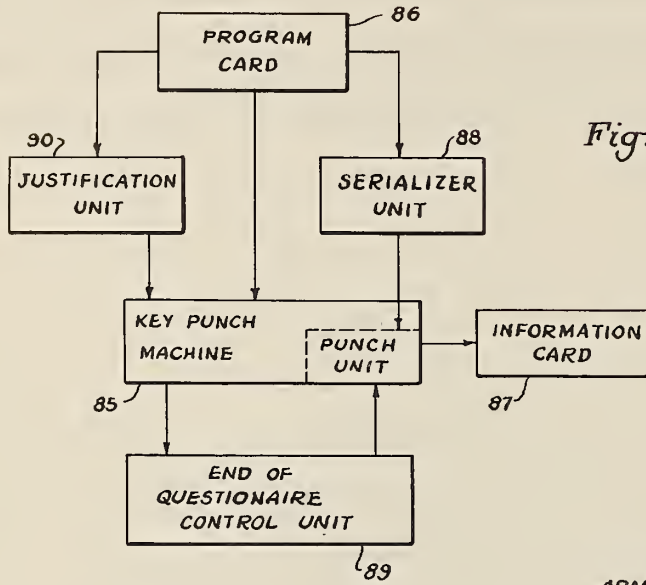 86
PROGRAM
CARD
Fig
90
88
JUSTIFICATION
UNIT
SERIALIZER
UNIT
KEY PUNCH
MACHINE
PUNCH
UNIT
INFORMATION
CARD
85
87
END OF
QUESTIONAIRE
CONTROL UNIT
89